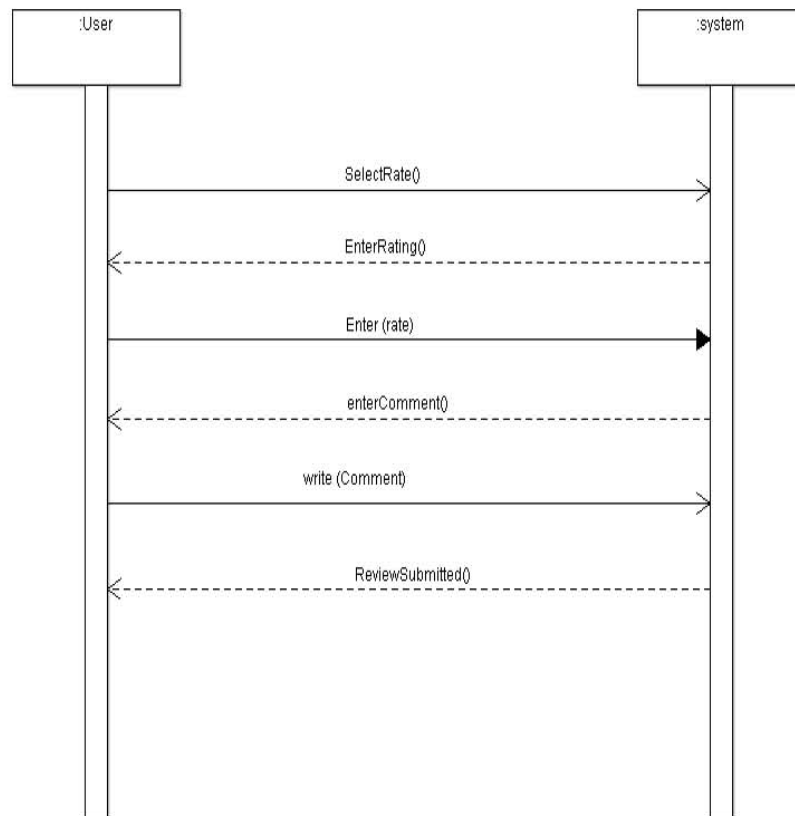 :User
:system
SelectRate()
EnterRating()
Enter (rate)
enterComment()
write (Comment)
ReviewSubmitted()